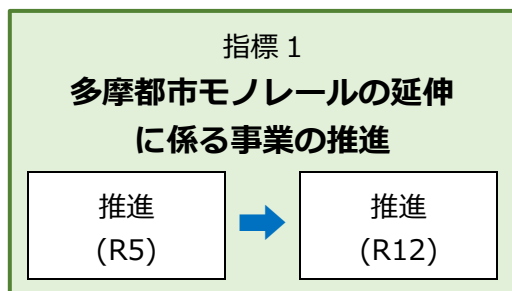 指標１
多摩都市モノレールの延伸
に係る事業の推進
推進
(R5)
推進
(R12)